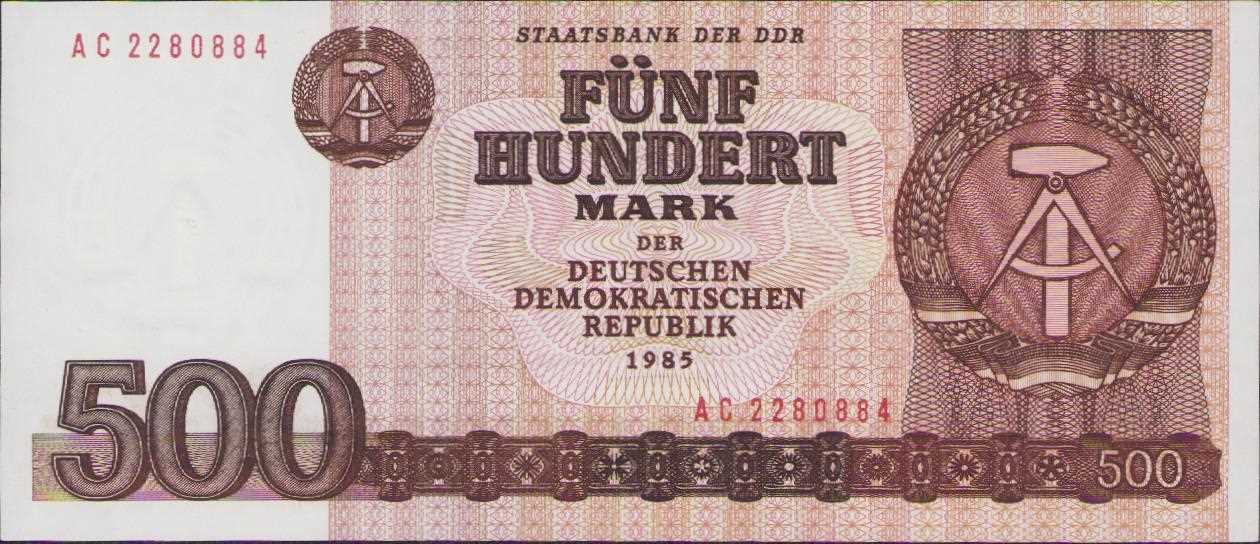 AC 2280884
STAATSBANK DER DDR
FÜNF
HUNDERT
MARK
DER
DEUTSCHEN
DEMOKRATISCHEN
REPUBLIK
1985
AC 2280884
500
500